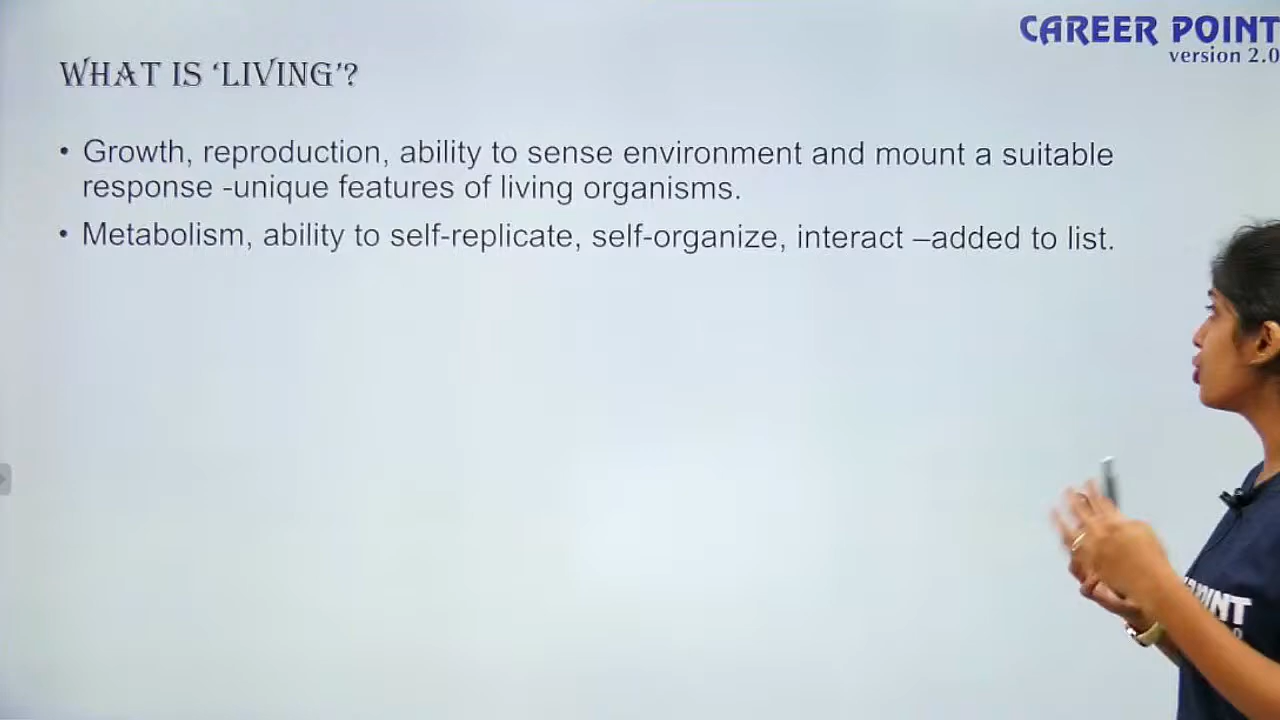 CAREER POINT
version 2.0
WHAT IS ‘LIVING’?
• Growth, reproduction, ability to sense environment and mount a suitable
response -unique features of living organisms.
• Metabolism, ability to self-replicate, self-organize, interact –added to list.